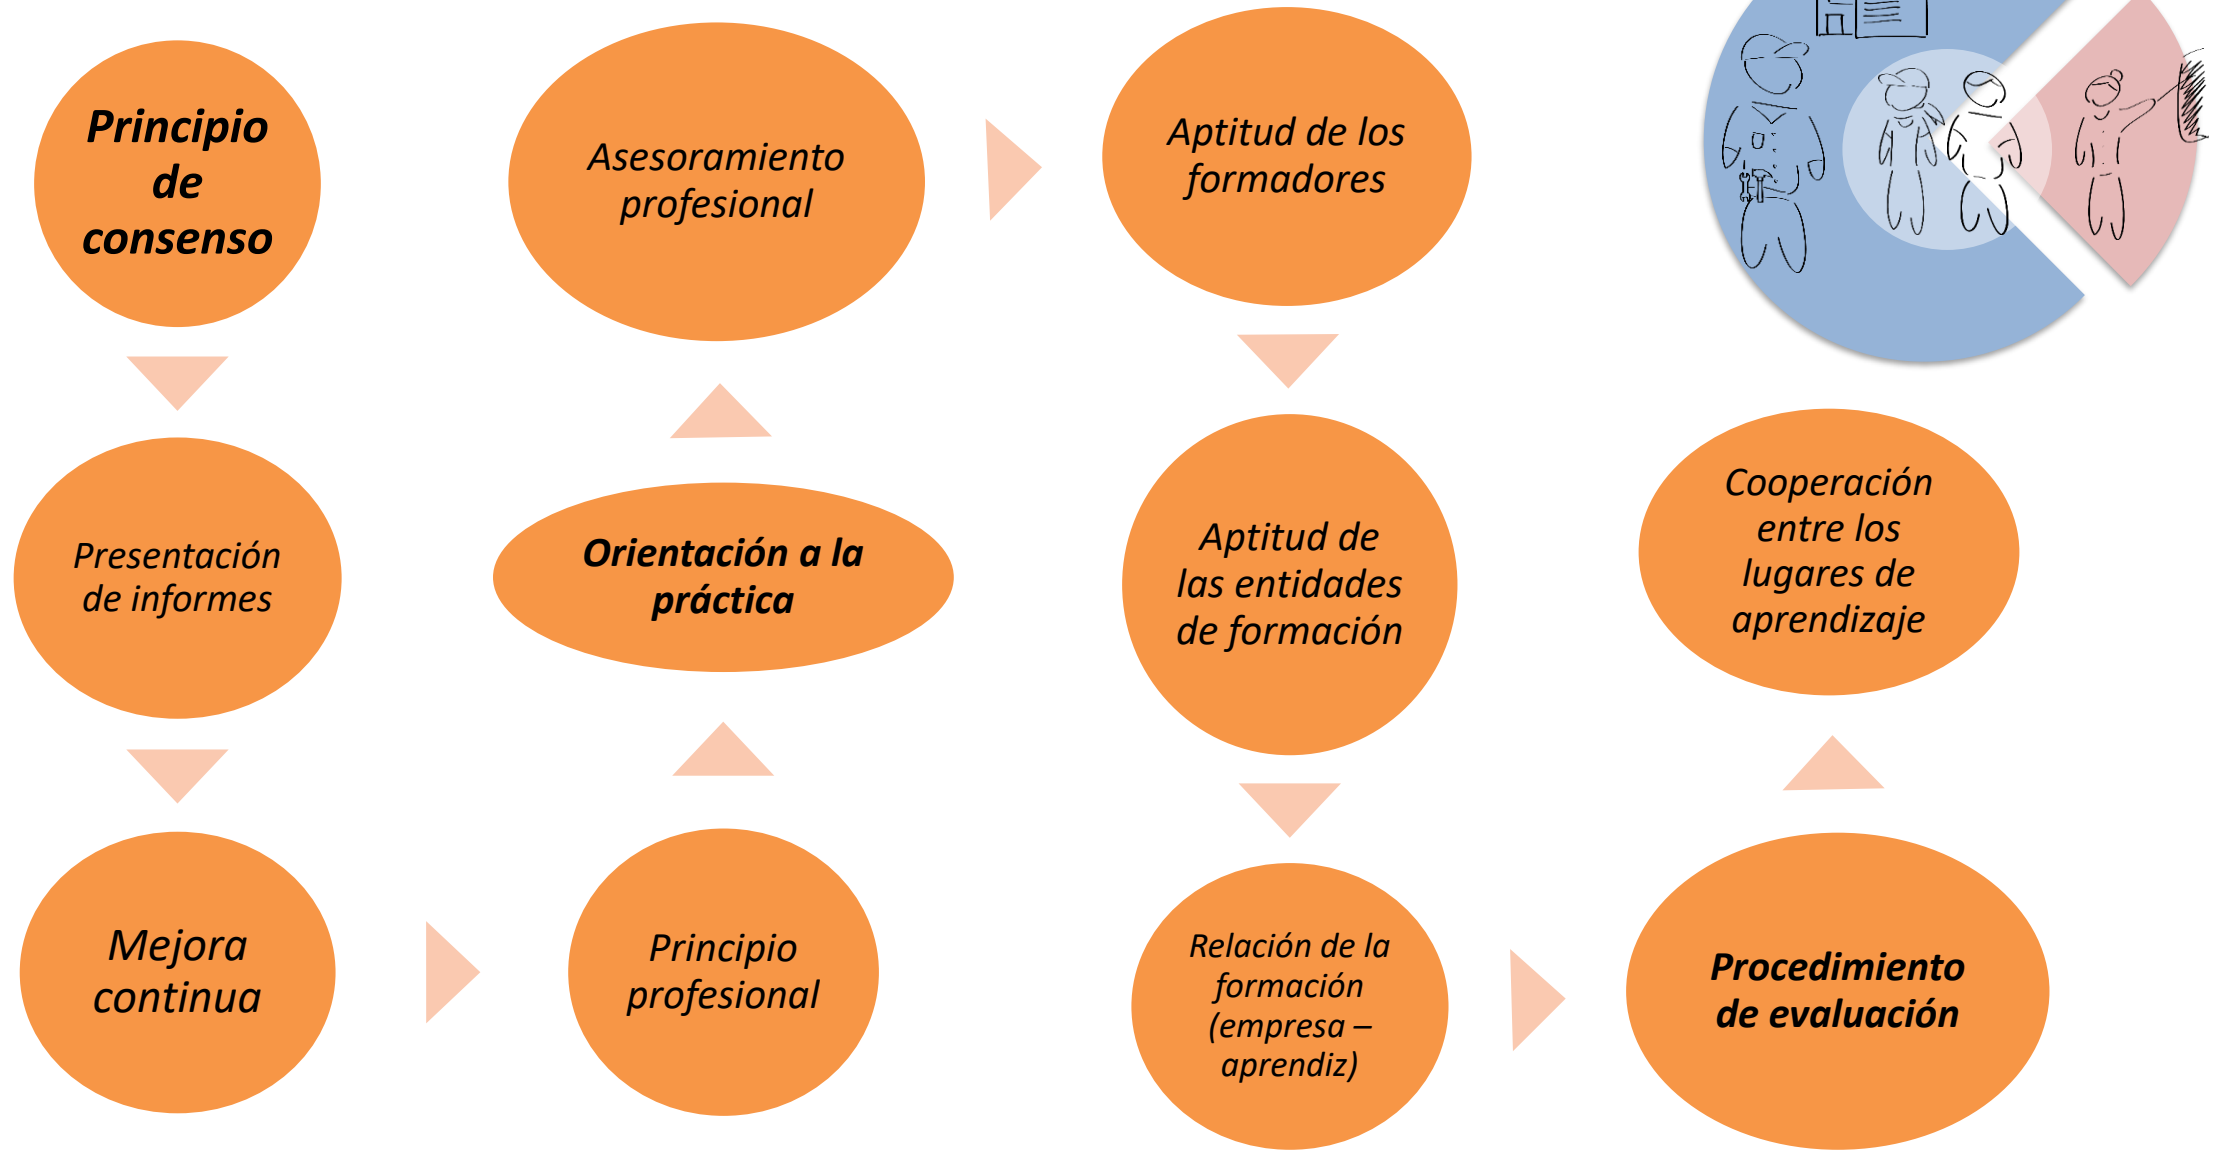 Principio
de
consenso
Presentación
de informes
Mejora
continua
Principio
profesional
Orientación a la
práctica
Asesoramiento
profesional
Aptitud de los
formadores
Aptitud de
las entidades
de formación
Relación de la
formación
(empresa –
aprendiz)
Procedimiento
de evaluación
Cooperación
entre los
lugares de
aprendizaje